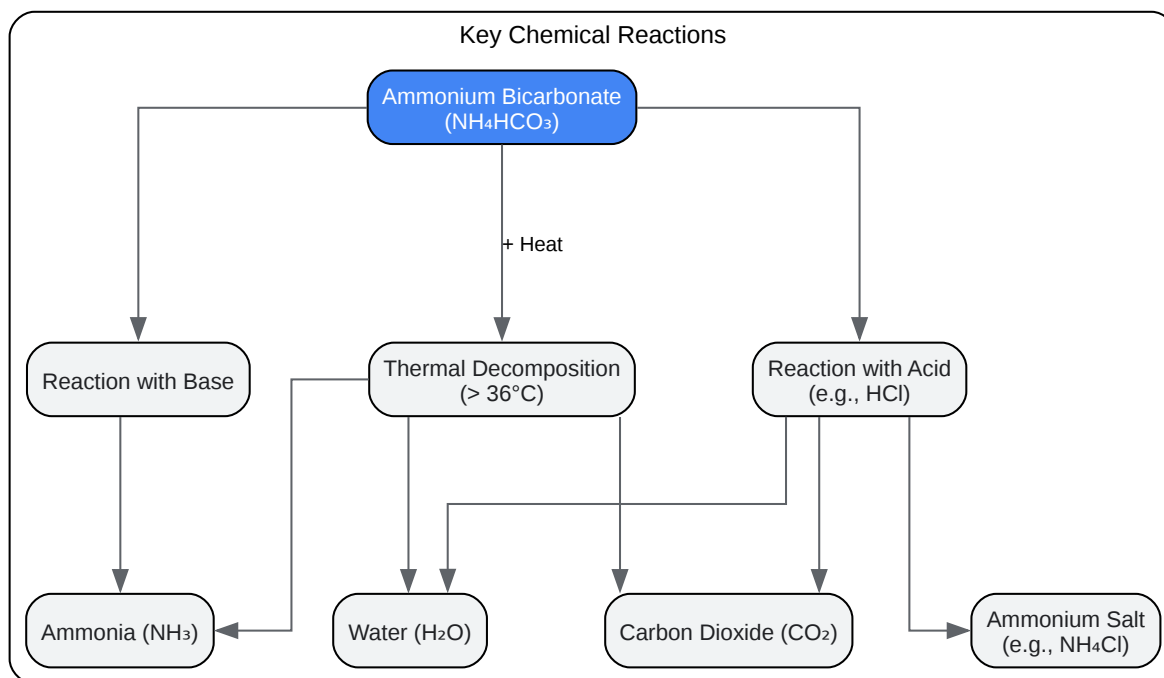 Key Chemical Reactions
Ammonium Bicarbonate
(NH₄HCO₃)
+ Heat
Reaction with Base
Thermal Decomposition
(> 36°C)
Reaction with Acid
(e.g., HCl)
Ammonia (NH₃)
Water (H₂O)
Carbon Dioxide (CO₂)
Ammonium Salt
(e.g., NH₄Cl)